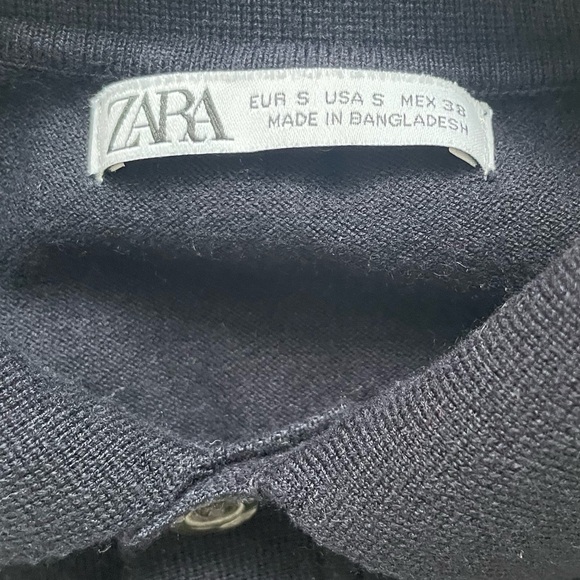 ZARA
EUR S USA S MEX 38
MADE IN BANGLADESH